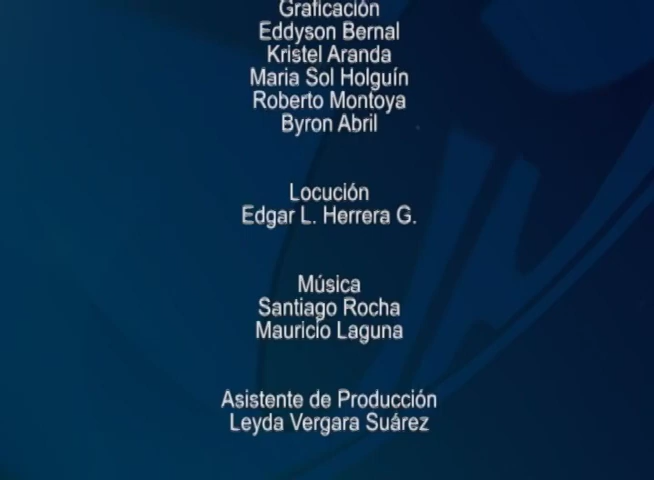 Graficación
Eddyson Bernal
Kristel Aranda
Maria Sol Holguín
Roberto Montoya
Byron Abril
Locución
Edgar L. Herrera G.
Música
Santiago Rocha
Mauricio Laguna
Asistente de Producción
Leyda Vergara Suárez